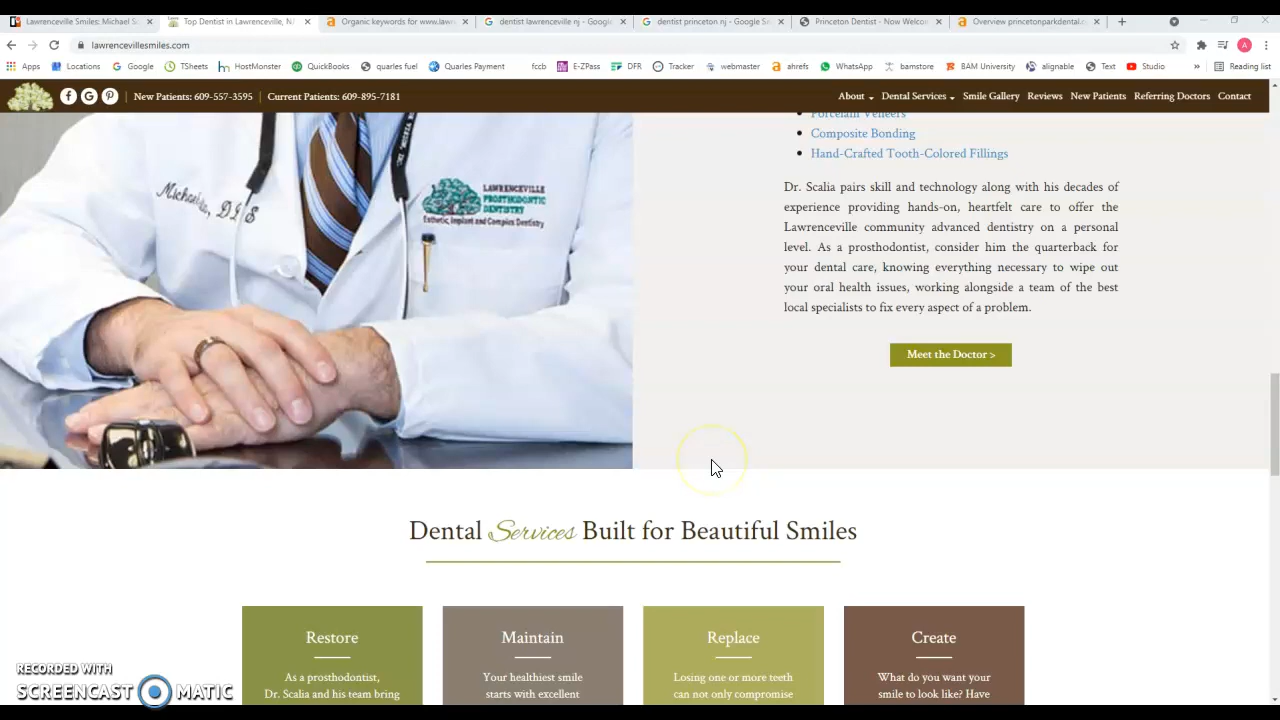 Lawrenceville Smiles: Michael S
Top Dentist in Lawrenceville, N
Organic keywords for www.lawr
dentist lawrenceville nj - Google
dentist princeton nj - Google Se
Princeton Dentist - Now Welco
Overview princetonparkdental.c
lawrencevillesmiles.com
Apps Locations Google TSheets HostMonster QuickBooks quarles fuel Quarles Payment fccb E-ZPass DFR Tracker webmaster ahrefs WhatsApp barnstore BAM University alignable Text Studio » Reading list
New Patients: 609-557-3595 Current Patients: 609-895-7181 About Dental Services Smile Gallery Reviews New Patients Referring Doctors Contact
Porcelain Veneers
Composite Bonding
Hand-Crafted Tooth-Colored Fillings
Dr. Scalia pairs skill and technology along with his decades of
experience providing hands-on, heartfelt care to offer the
Lawrenceville community advanced dentistry on a personal
level. As a prosthodontist, consider him the quarterback for
your dental care, knowing everything necessary to wipe out
your oral health issues, working alongside a team of the best
local specialists to fix every aspect of a problem.
Meet the Doctor >
LAWRENCEVILLE
PROSTHODONTIC
DENTISTRY
Esthetic, Implant and Complex Dentistry
Dental Services Built for Beautiful Smiles
Restore
As a prosthodontist,
Dr. Scalia and his team bring
Maintain
Your healthiest smile
starts with excellent
Replace
Losing one or more teeth
can not only compromise
Create
What do you want your
smile to look like? Have
RECORDED WITH
SCREENCAST MATIC